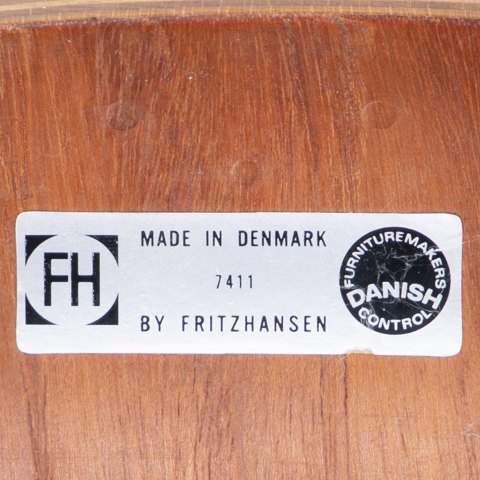 FH
MADE IN DENMARK
7411
BY FRITZHANSEN
FURNITUREMAKERS
DANISH
CONTROL